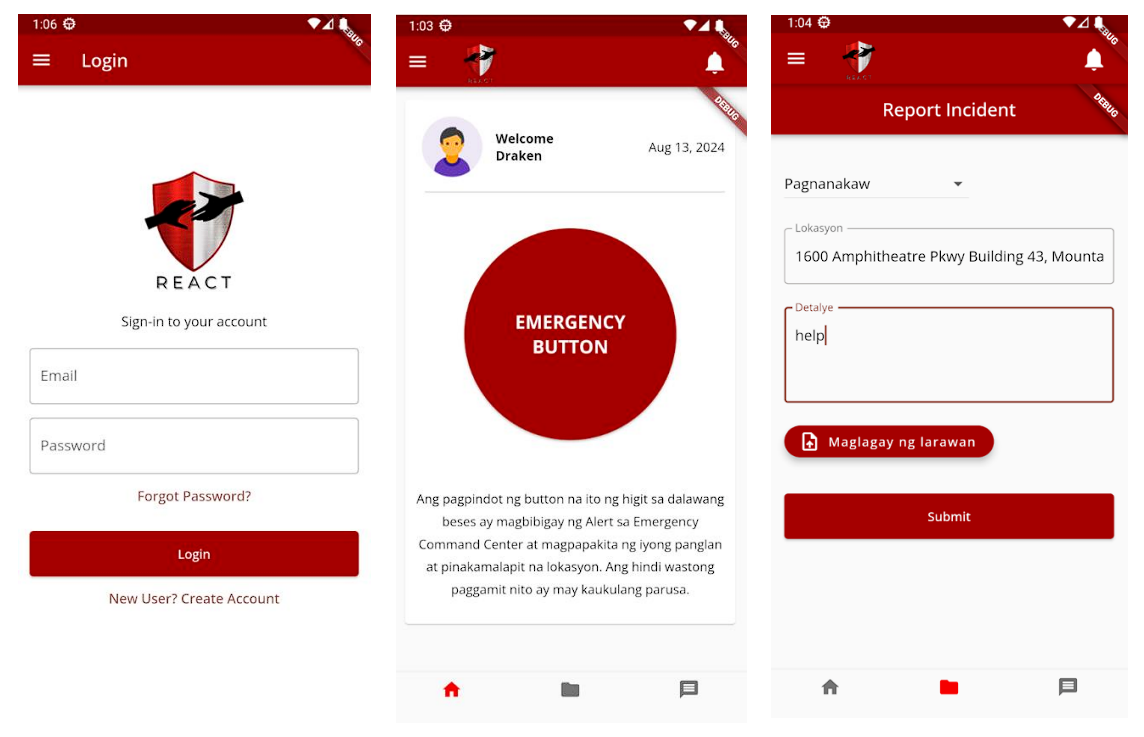 1:06
DEBUG
Login
REACT
Sign-in to your account
Email
Password
Forgot Password?
Login
New User? Create Account
1:03
DEBUG
REACT
DEBUG
Welcome
Draken
Aug 13, 2024
EMERGENCY
BUTTON
Ang pagpindot ng button na ito ng higit sa dalawang
beses ay magbibigay ng Alert sa Emergency
Command Center at magpapakita ng iyong panglan
at pinakamalapit na lokasyon. Ang hindi wastong
paggamit nito ay may kaukulang parusa.
1:04
DEBUG
REACT
DEBUG
Report Incident
Pagnanakaw
Lokasyon
1600 Amphitheatre Pkwy Building 43, Mounta
Detalye
help
Maglagay ng larawan
Submit